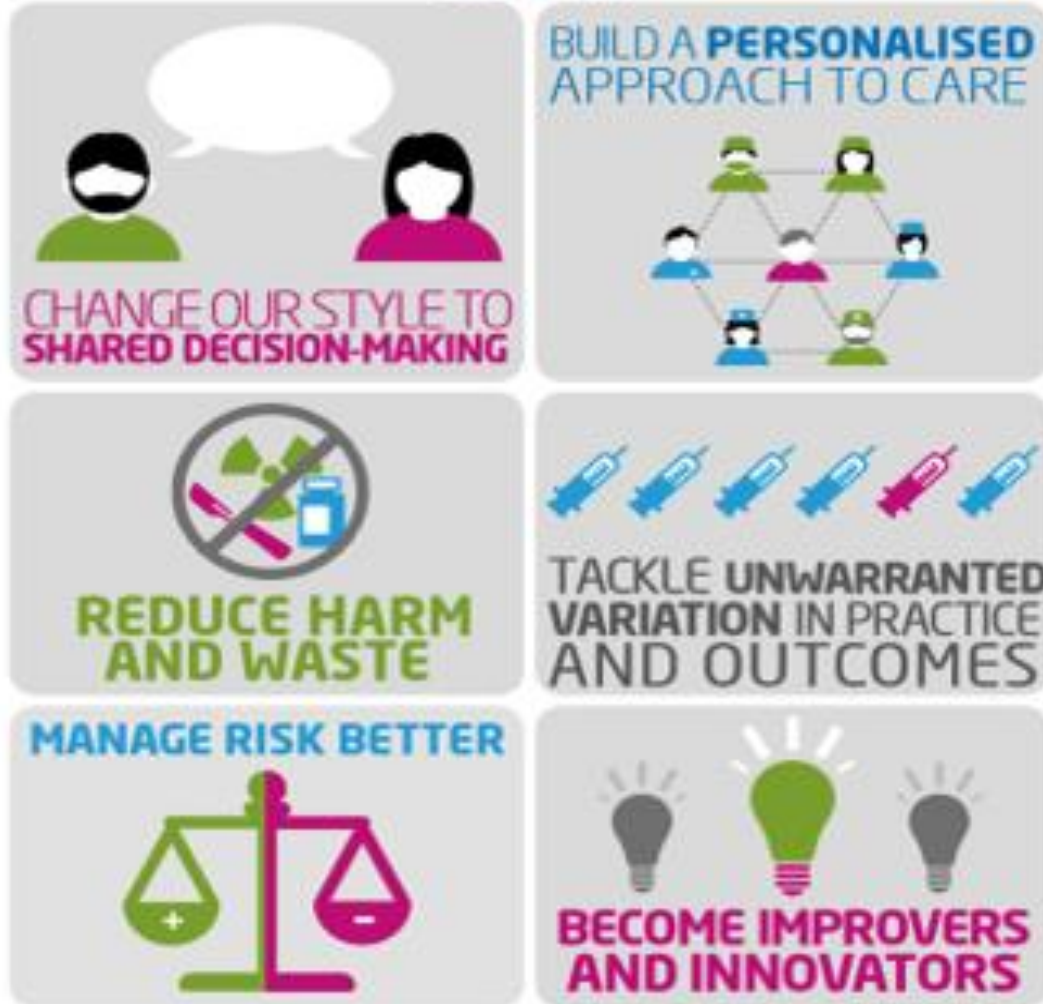 CHANGE OUR STYLE TO
SHARED DECISION-MAKING
BUILD A PERSONALISED
APPROACH TO CARE
REDUCE HARM
AND WASTE
TACKLE UNWARRANTED
VARIATION IN PRACTICE
AND OUTCOMES
MANAGE RISK BETTER
+
-
BECOME IMPROVERS
AND INNOVATORS